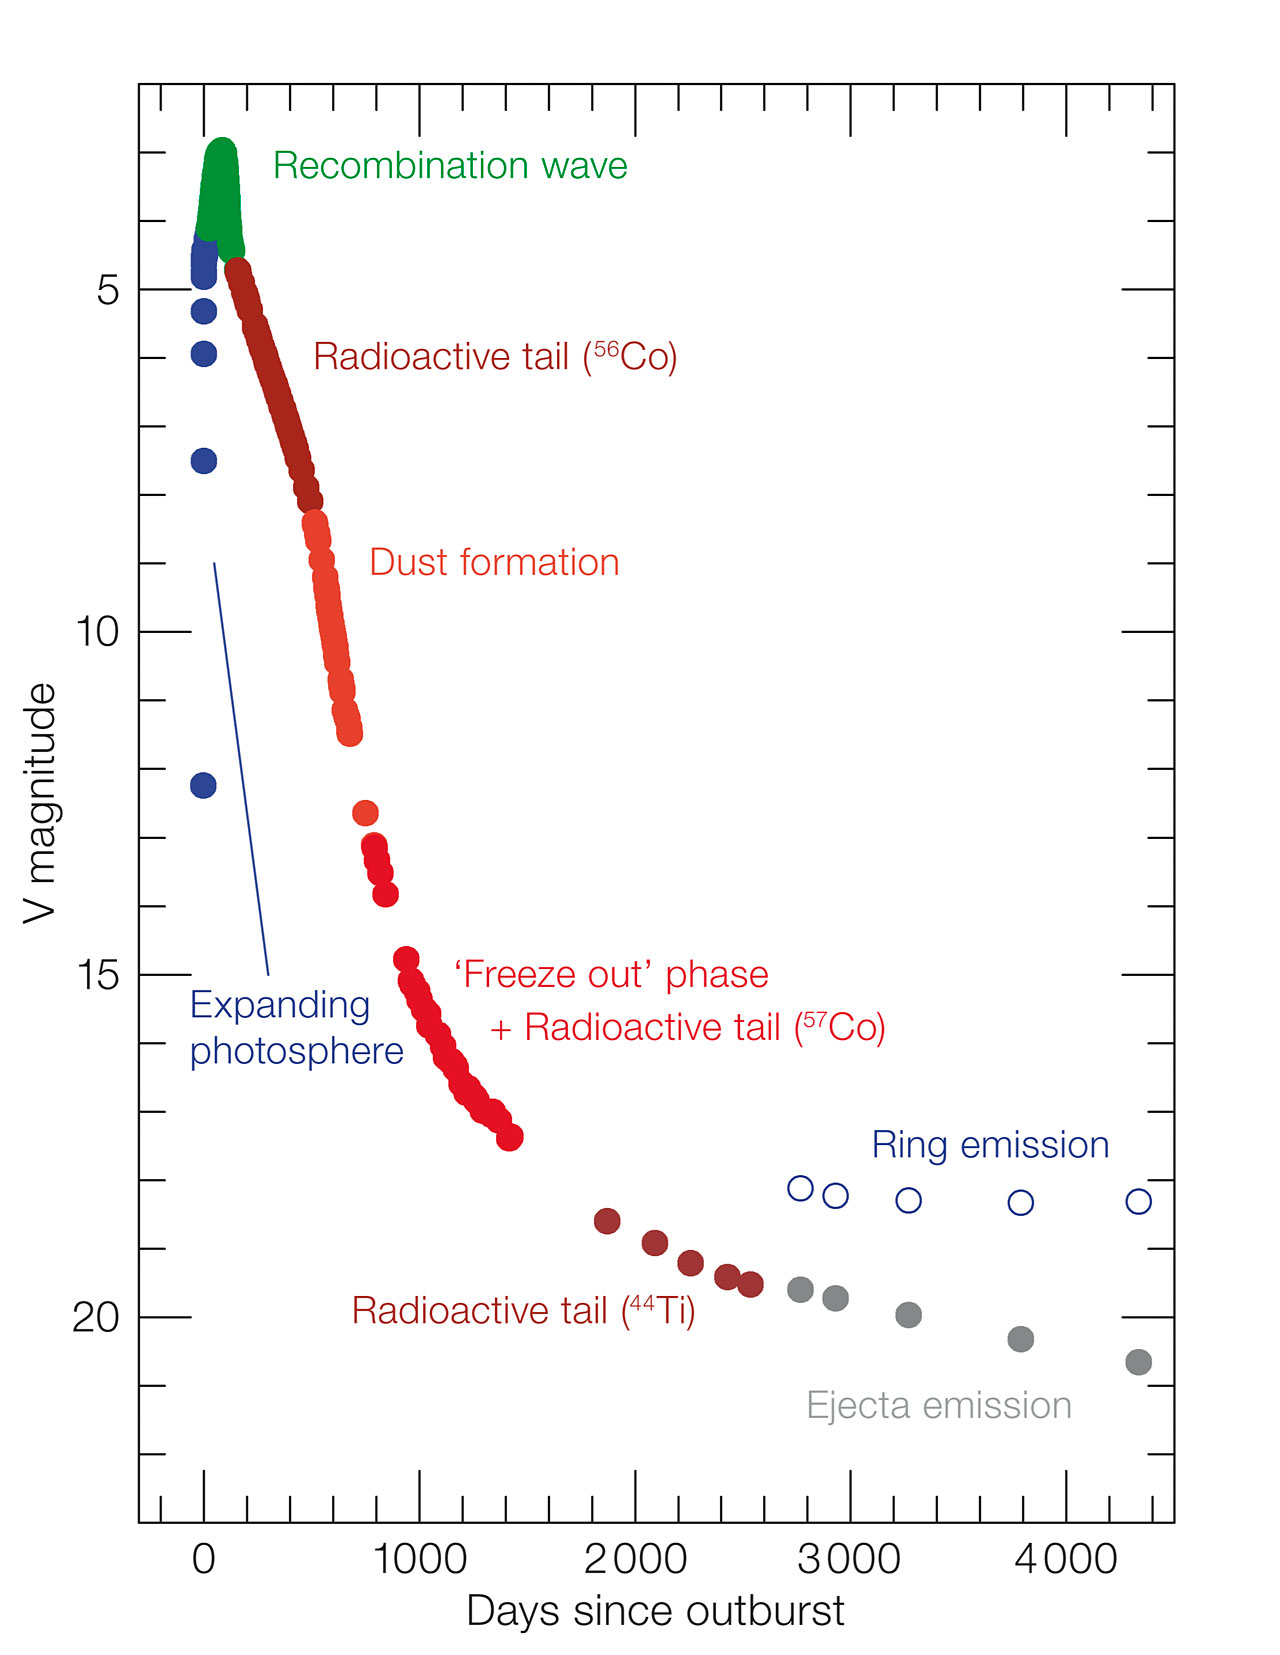 Recombination wave
5
Radioactive tail (⁵⁶Co)
Dust formation
10
V magnitude
15
‘Freeze out’ phase
+ Radioactive tail (⁵⁷Co)
Expanding
photosphere
Ring emission
20
Radioactive tail (⁴⁴Ti)
Ejecta emission
0 1000 2000 3000 4000
Days since outburst